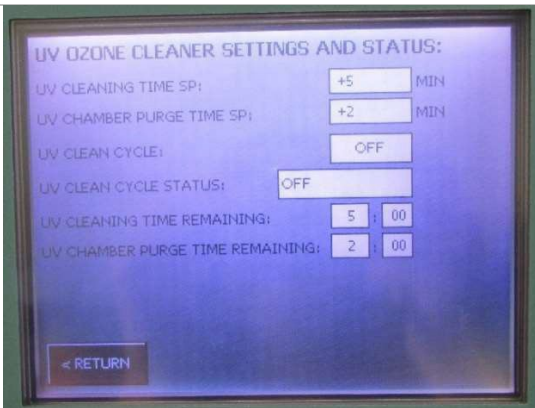 UV OZONE CLEANER SETTINGS AND STATUS:
UV CLEANING TIME SP: +5 MIN
UV CHAMBER PURGE TIME SP: +2 MIN
UV CLEAN CYCLE: OFF
UV CLEAN CYCLE STATUS: OFF
UV CLEANING TIME REMAINING: 5 : 00
UV CHAMBER PURGE TIME REMAINING: 2 : 00
< RETURN